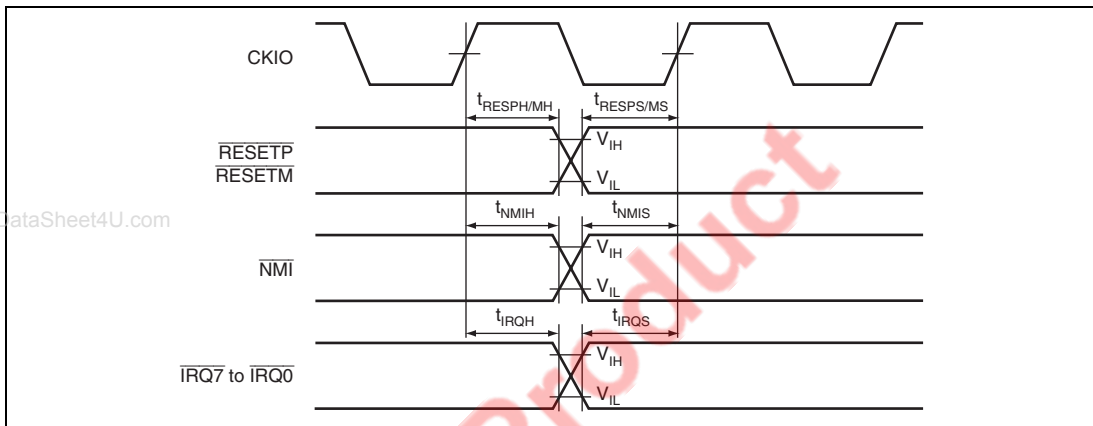 CKIO
tRESPH/MH tRESPS/MS
RESETP
RESETM
VIH
VIL
DataSheet4U.com
tNMIH tNMIS
NMI
VIH
VIL
tIRQH tIRQS
IRQ7 to IRQ0
VIH
VIL
Product